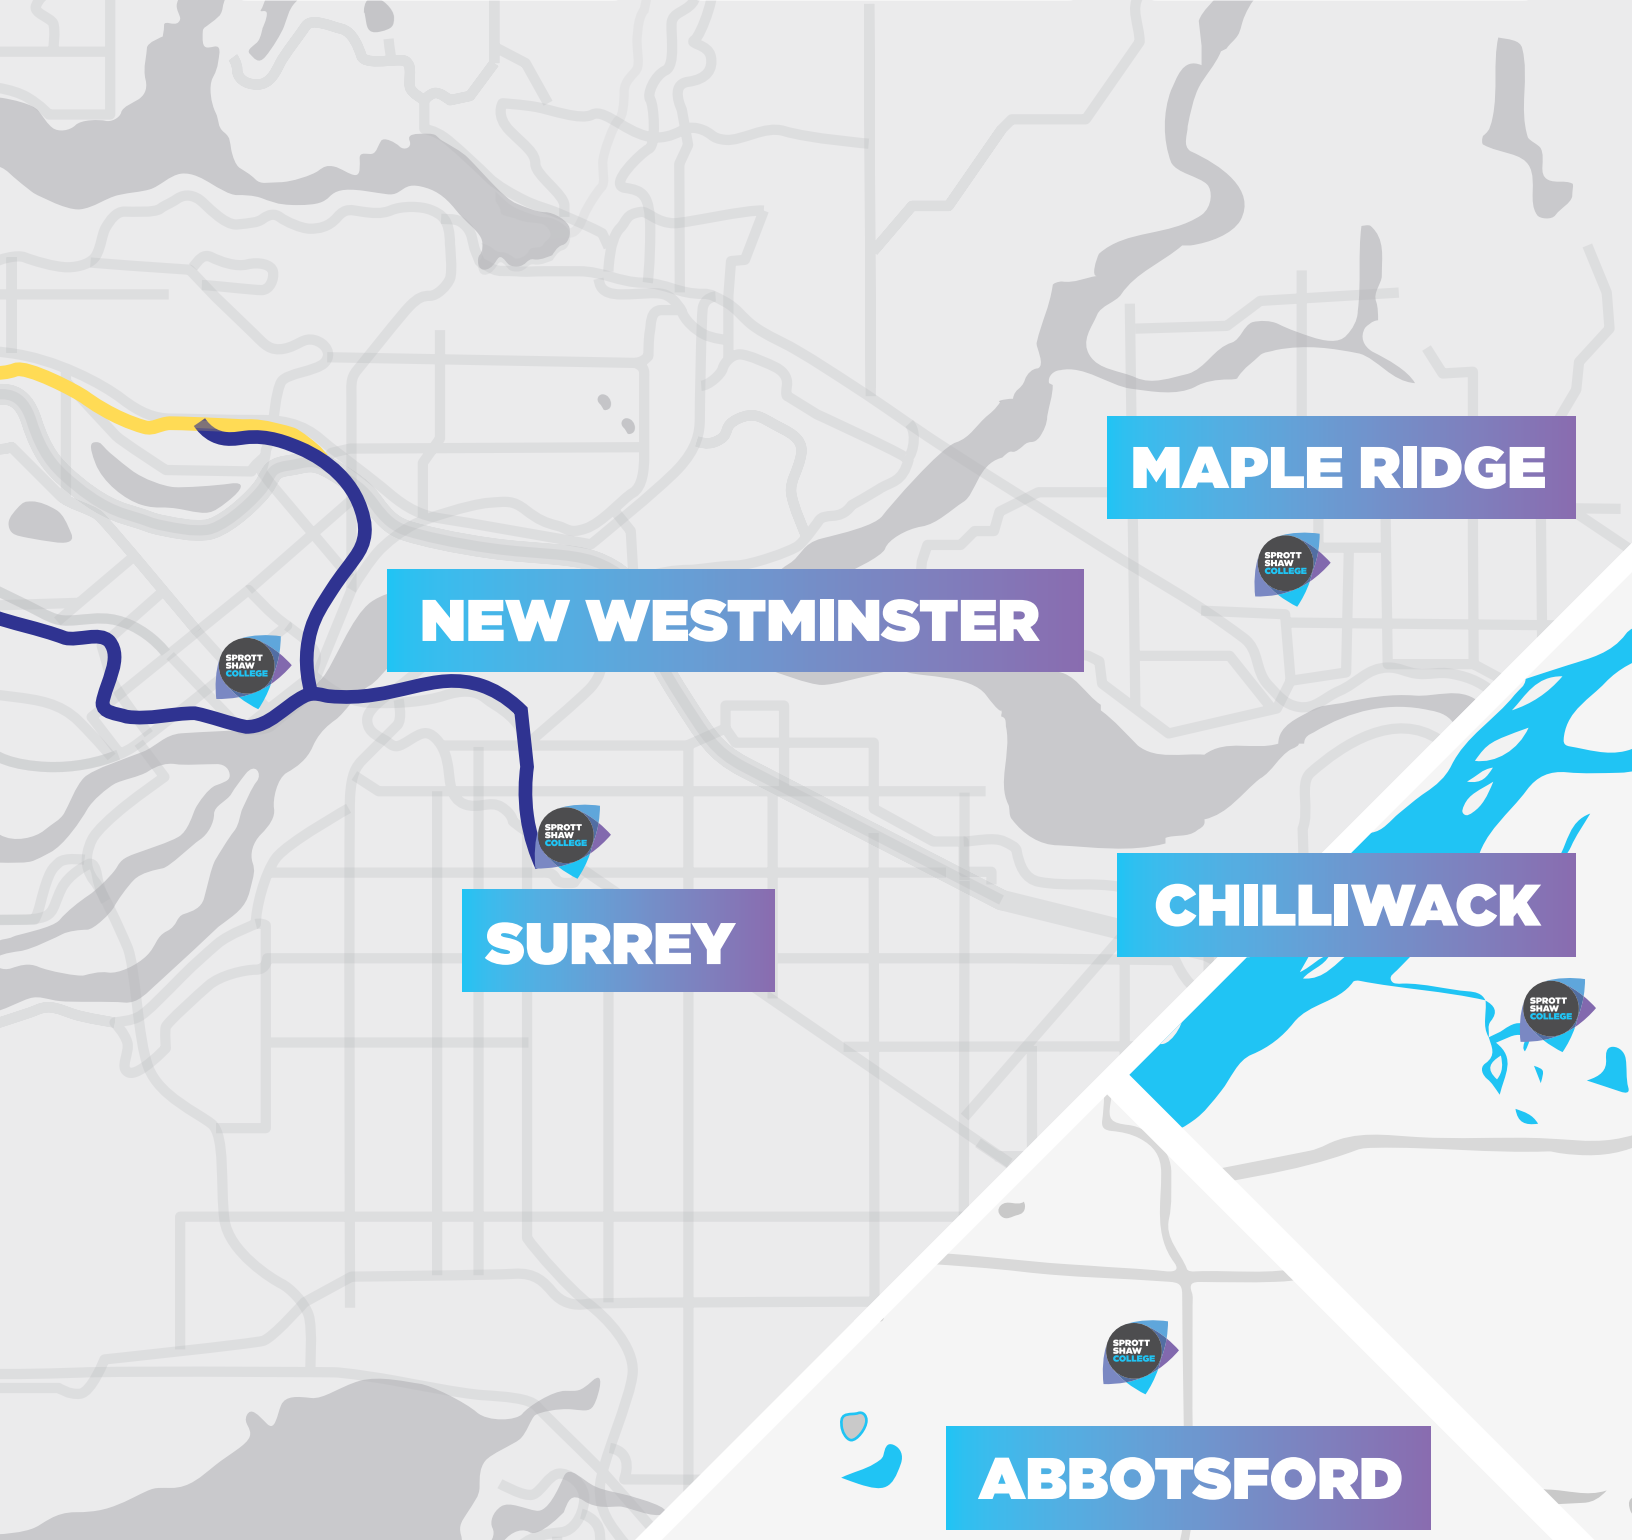 MAPLE RIDGE
SPROTT
SHAW
COLLEGE
NEW WESTMINSTER
SPROTT
SHAW
COLLEGE
SPROTT
SHAW
COLLEGE
SURREY
CHILLIWACK
SPROTT
SHAW
COLLEGE
SPROTT
SHAW
COLLEGE
ABBOTSFORD